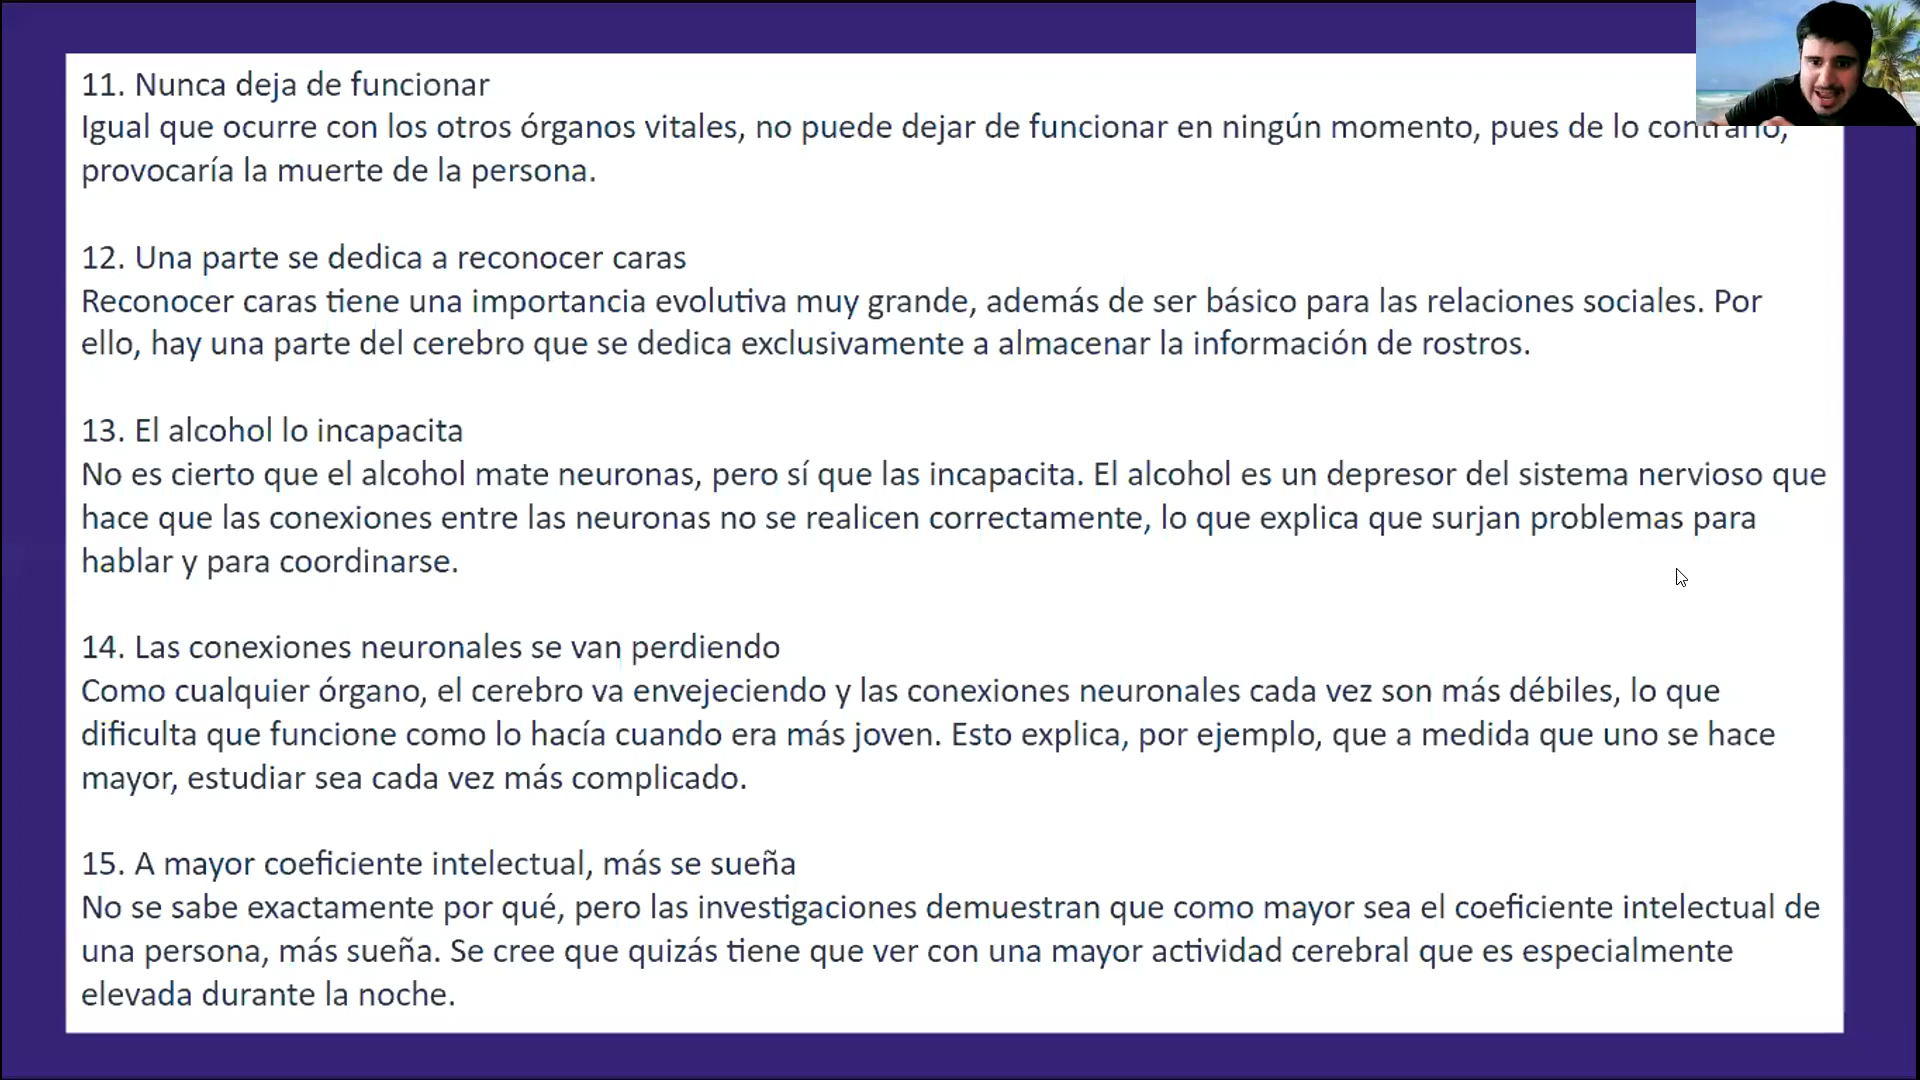 11. Nunca deja de funcionar
Igual que ocurre con los otros órganos vitales, no puede dejar de funcionar en ningún momento, pues de lo contrario,
provocaría la muerte de la persona.
12. Una parte se dedica a reconocer caras
Reconocer caras tiene una importancia evolutiva muy grande, además de ser básico para las relaciones sociales. Por
ello, hay una parte del cerebro que se dedica exclusivamente a almacenar la información de rostros.
13. El alcohol lo incapacita
No es cierto que el alcohol mate neuronas, pero sí que las incapacita. El alcohol es un depresor del sistema nervioso que
hace que las conexiones entre las neuronas no se realicen correctamente, lo que explica que surjan problemas para
hablar y para coordinarse.
14. Las conexiones neuronales se van perdiendo
Como cualquier órgano, el cerebro va envejeciendo y las conexiones neuronales cada vez son más débiles, lo que
dificulta que funcione como lo hacía cuando era más joven. Esto explica, por ejemplo, que a medida que uno se hace
mayor, estudiar sea cada vez más complicado.
15. A mayor coeficiente intelectual, más se sueña
No se sabe exactamente por qué, pero las investigaciones demuestran que como mayor sea el coeficiente intelectual de
una persona, más sueña. Se cree que quizás tiene que ver con una mayor actividad cerebral que es especialmente
elevada durante la noche.